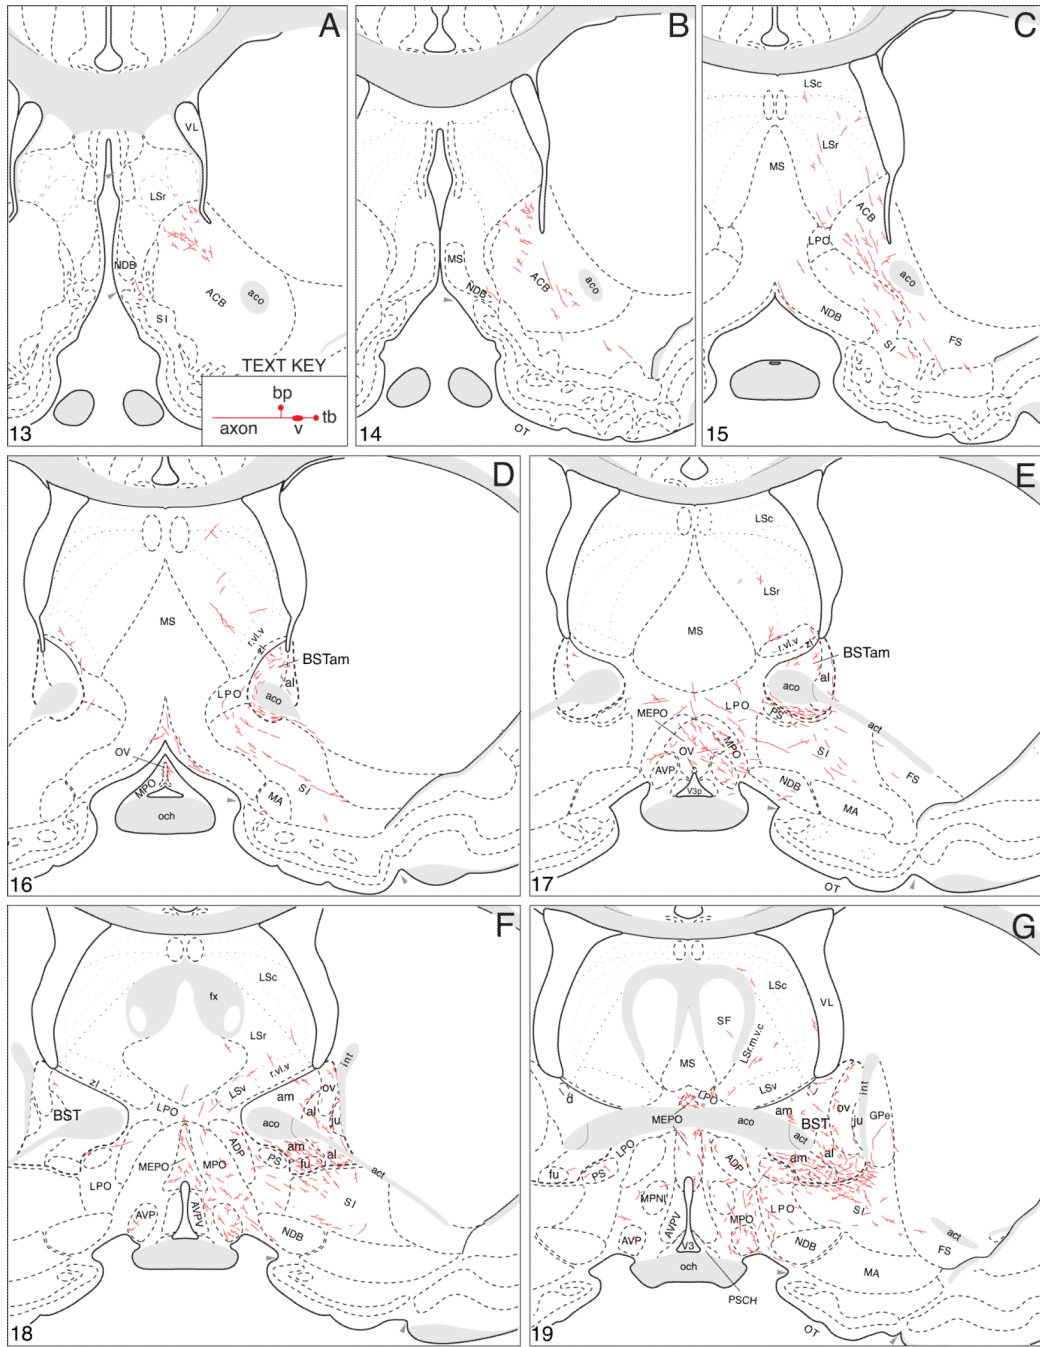 A
VL
LSr
NDB
ACB
aco
SI
TEXT KEY
bp
tb
axon
v
13
B
MS
NDB
ACB
aco
OT
14
C
LSc
LSr
MS
ACB
LPO
aco
NDB
SI
FS
15
D
MS
r.vl.v
zl
BSTam
al
LPO
aco
OV
MPO
SI
MA
och
16
E
LSc
LSr
MS
r.vl.v
zl
BSTam
al
aco
LPO
PS
MEPO
act
MPO
OV
SI
AVP
V3p
NDB
FS
MA
OT
17
F
LSc
fx
LSr
int
r.vl.v
zl
LSv
ov
am
BST
LPO
al
ju
aco
am
al
MEPO
MPO
ADP
PS
fu
act
LPO
SI
AVP
AVPV
NDB
18
G
LSc
VL
SF
LSr.m.v.c
MS
int
LSv
d
LPO
am
ov
GPe
MEPO
aco
BST
ju
act
LPO
al
am
fu
PS
ADP
MPNl
LPO
SI
MPO
AVPV
AVP
V3
NDB
act
FS
och
MA
PSCH
OT
19